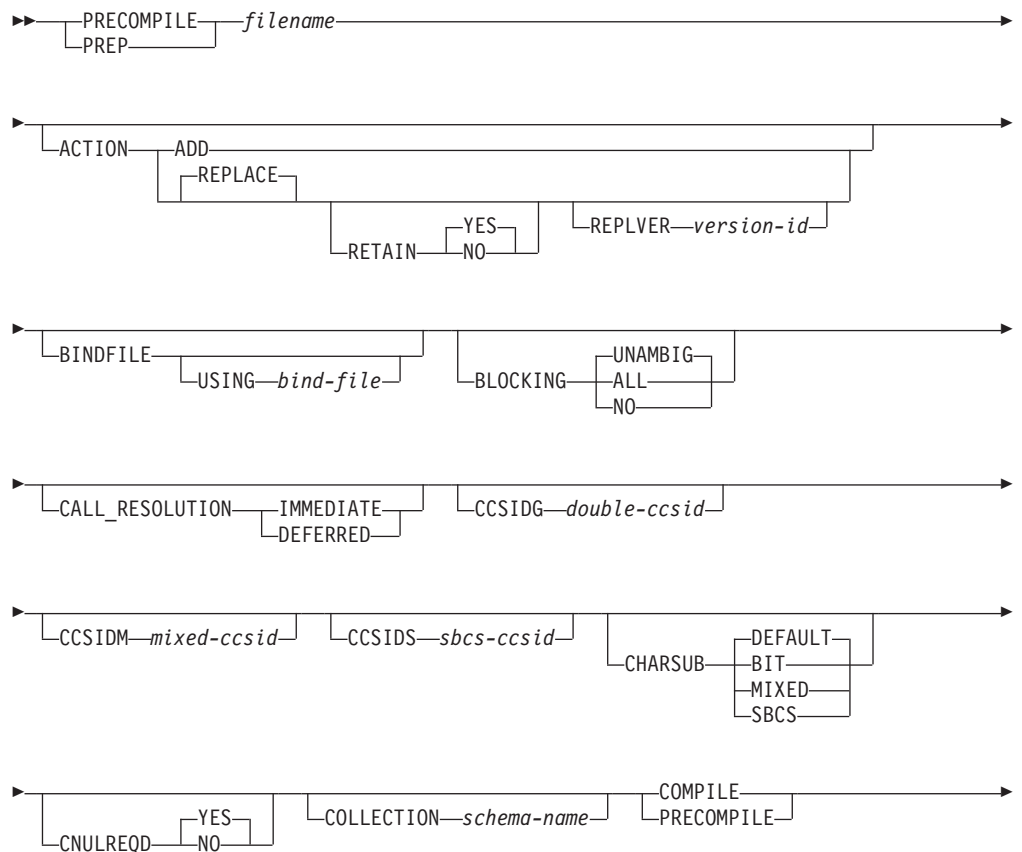 PRECOMPILE filename
PREP
ACTION ADD
REPLACE
YES REPLVER version-id
RETAIN NO
BINDFILE UNAMBIG
USING bind-file BLOCKING ALL
NO
CALL_RESOLUTION IMMEDIATE CCSIDG double-ccsid
DEFERRED
CCSIDM mixed-ccsid CCSIDS sbcs-ccsid DEFAULT
CHARSUB BIT
MIXED
SBCS
COMPILE
YES COLLECTION schema-name PRECOMPILE
CNULREQD NO